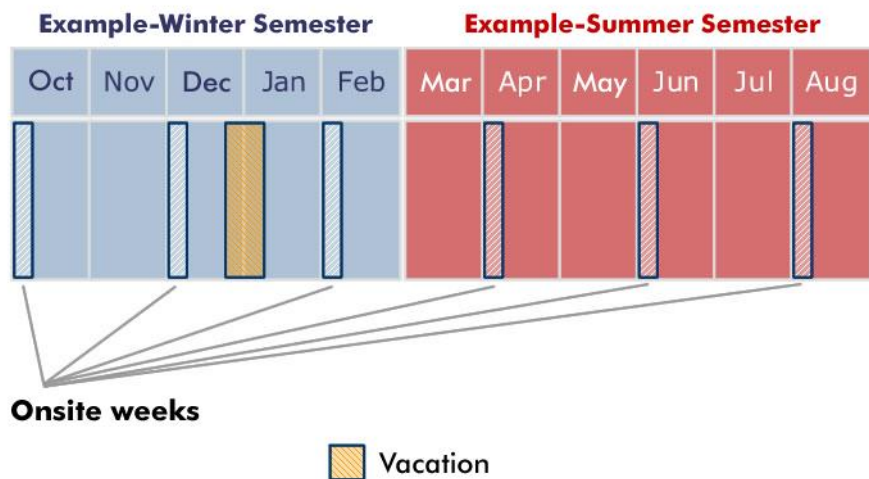 Example-Winter Semester Example-Summer Semester
Oct Nov Dec Jan Feb Mar Apr May Jun Jul Aug
Onsite weeks
Vacation